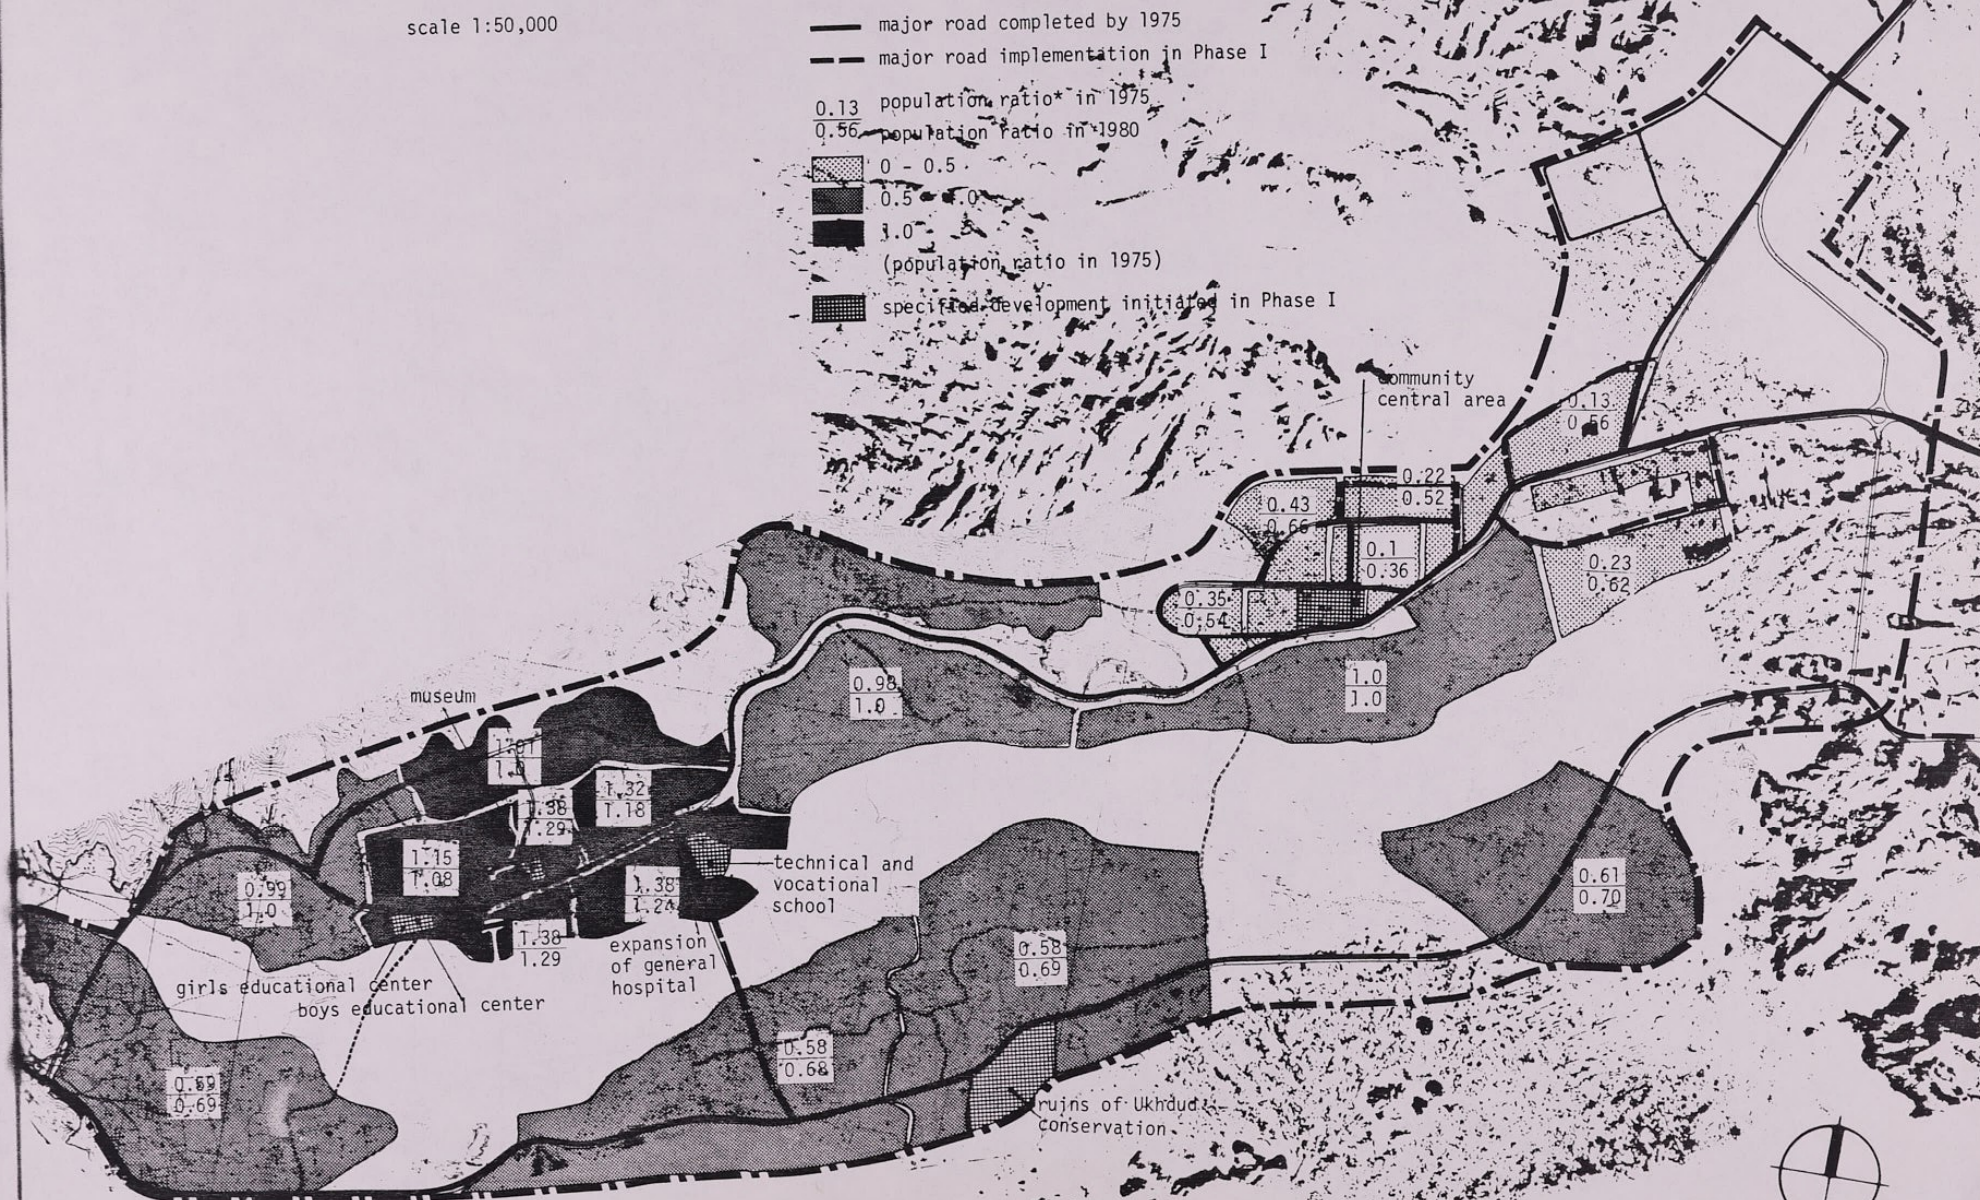 scale 1:50,000
major road completed by 1975
major road implementation in Phase I
0.13 population ratio* in 1975
0.56 population ratio in 1980
0 - 0.5
0.5 - 1.0
1.0 -
(population ratio in 1975)
specified development initiated in Phase I
community
central area
0.13
0.56
0.22
0.52
0.43
0.66
0.1
0.36
0.23
0.62
0.35
0.54
1.0
1.0
0.98
1.0
museum
1.01
1.0
1.32
1.18
1.38
1.29
1.15
1.08
0.99
1.0
1.38
1.24
technical and
vocational
school
1.38
1.29
expansion
of general
hospital
girls educational center
boys educational center
0.61
0.70
0.58
0.69
0.58
0.68
0.59
0.69
ruins of Ukhdud
conservation